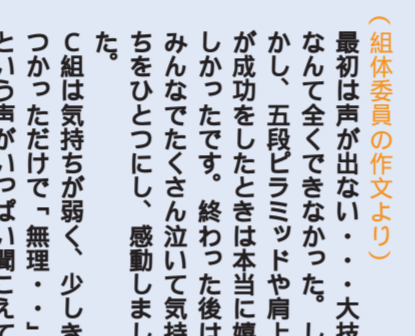 （組体委員の作文より）
最初は声が出ない・・・大技
なんて全くできなかった。し
かし、五段ピラミッドや肩上
が成功をしたときは本当に嬉
しかったです。終わった後は
みんなでたくさん泣いて気持
ちをひとつにし、感動しまし
た。
Ｃ組は気持ちが弱く、少しき
つかっただけで「無理・・」
という声がいっぱい聞こえて